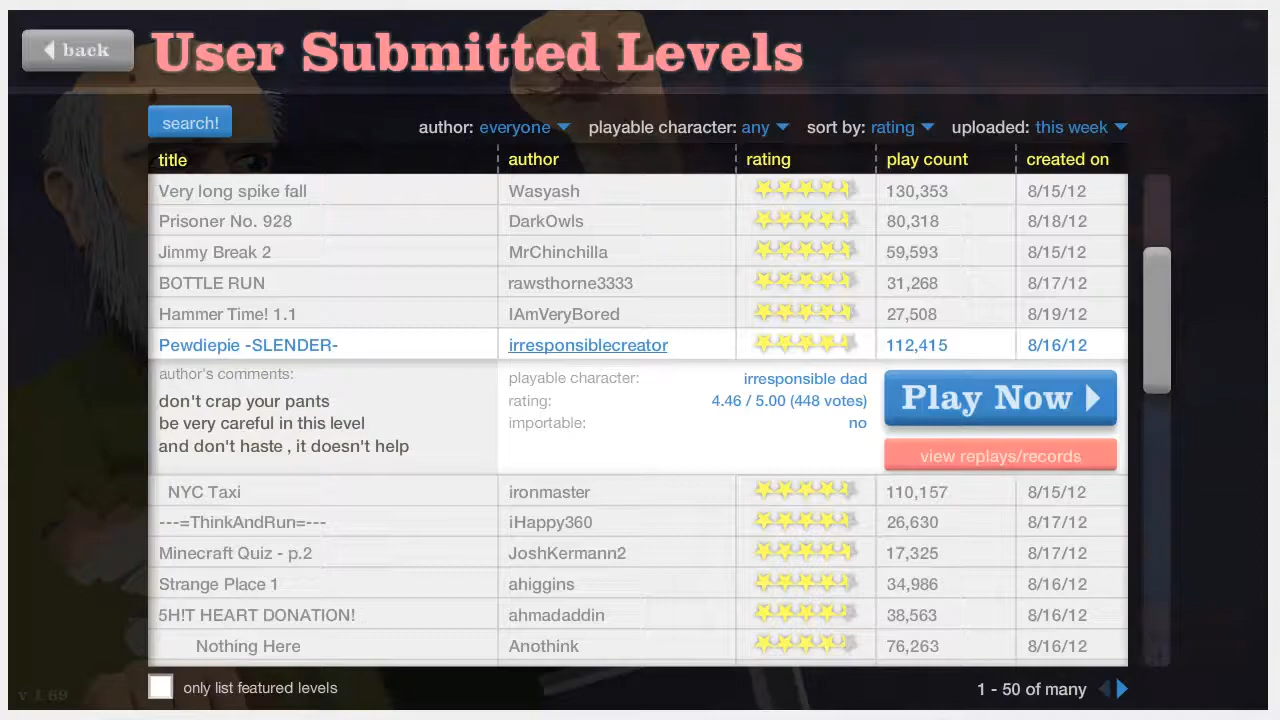 back
User Submitted Levels
search!
author: everyone playable character: any sort by: rating uploaded: this week
title author rating play count created on
Very long spike fall Wasyash 130,353 8/15/12
Prisoner No. 928 DarkOwls 80,318 8/18/12
Jimmy Break 2 MrChinchilla 59,593 8/15/12
BOTTLE RUN rawsthorne3333 31,268 8/17/12
Hammer Time! 1.1 IAmVeryBored 27,508 8/19/12
Pewdiepie -SLENDER- irresponsiblecreator 112,415 8/16/12
author's comments:
don't crap your pants
be very careful in this level
and don't haste , it doesn't help
playable character: irresponsible dad
rating: 4.46 / 5.00 (448 votes)
importable: no
Play Now
view replays/records
NYC Taxi ironmaster 110,157 8/15/12
---=ThinkAndRun=--- iHappy360 26,630 8/17/12
Minecraft Quiz - p.2 JoshKermann2 17,325 8/17/12
Strange Place 1 ahiggins 34,986 8/16/12
5H!T HEART DONATION! ahmadaddin 38,563 8/16/12
Nothing Here Anothink 76,263 8/16/12
v 1.69
only list featured levels
1 - 50 of many